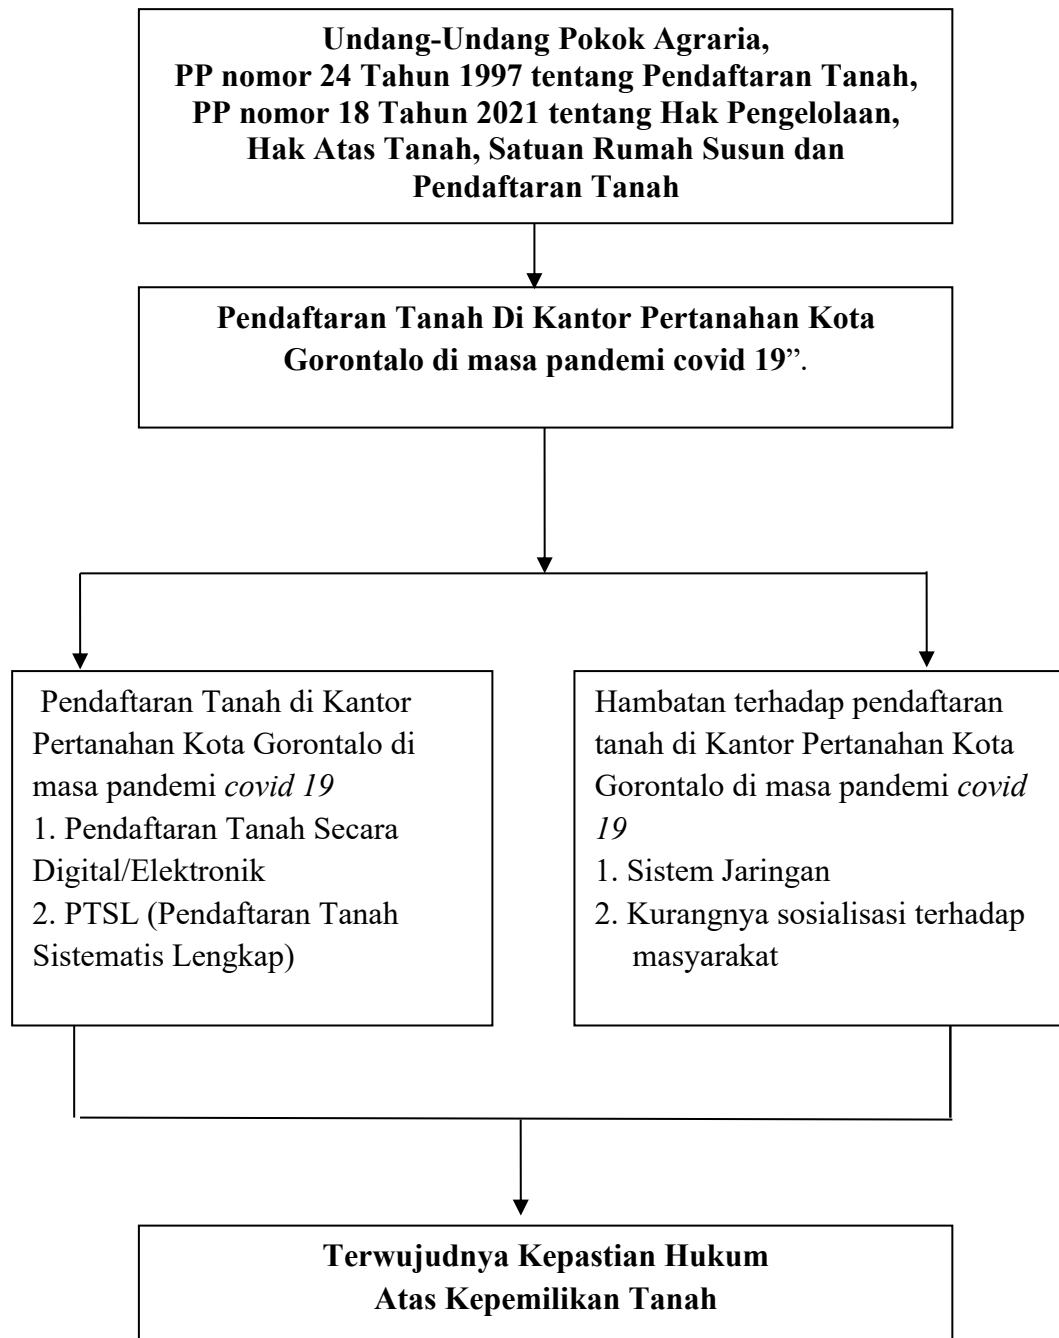 Undang-Undang Pokok Agraria,
PP nomor 24 Tahun 1997 tentang Pendaftaran Tanah,
PP nomor 18 Tahun 2021 tentang Hak Pengelolaan,
Hak Atas Tanah, Satuan Rumah Susun dan
Pendaftaran Tanah
Pendaftaran Tanah Di Kantor Pertanahan Kota
Gorontalo di masa pandemi covid 19”.
Pendaftaran Tanah di Kantor
Pertanahan Kota Gorontalo di
masa pandemi covid 19
1. Pendaftaran Tanah Secara
Digital/Elektronik
2. PTSL (Pendaftaran Tanah
Sistematis Lengkap)
Hambatan terhadap pendaftaran
tanah di Kantor Pertanahan Kota
Gorontalo di masa pandemi covid
19
1. Sistem Jaringan
2. Kurangnya sosialisasi terhadap
masyarakat
Terwujudnya Kepastian Hukum
Atas Kepemilikan Tanah